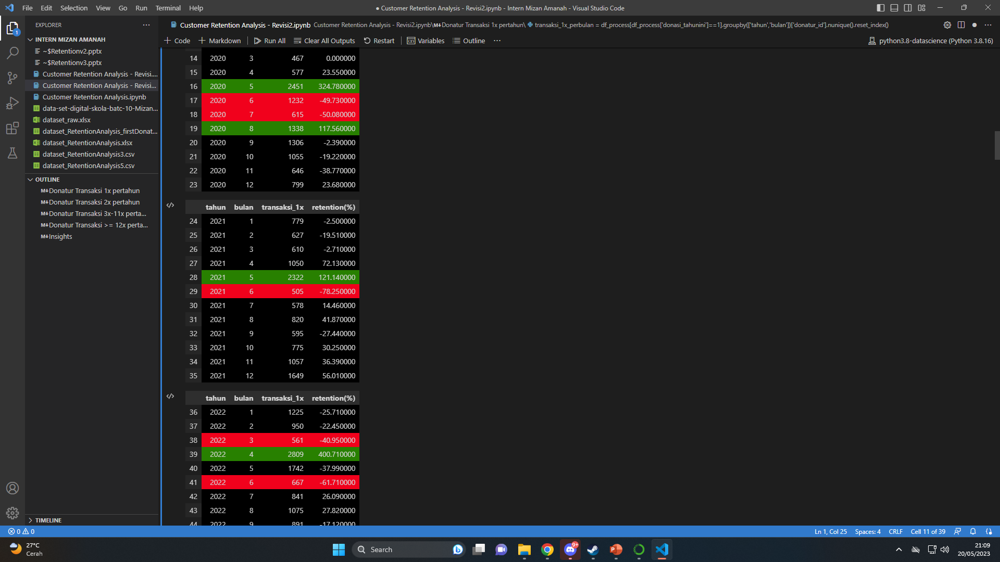 File Edit Selection View Go Run Terminal Help
● Customer Retention Analysis - Revisi2.ipynb - Intern Mizan Amanah - Visual Studio Code
EXPLORER
INTERN MIZAN AMANAH
~$Retentionv2.pptx
~$Retentionv3.pptx
Customer Retention Analysis - Revisi....
Customer Retention Analysis - Revisi...
Customer Retention Analysis.ipynb
data-set-digital-skola-batc-10-Mizan...
dataset_raw.xlsx
dataset_RetentionAnalysis_firstDonat...
dataset_RetentionAnalysis.xlsx
dataset_RetentionAnalysis3.csv
dataset_RetentionAnalysis5.csv
OUTLINE
M↓Donatur Transaksi 1x pertahun
M↓Donatur Transaksi 2x pertahun
M↓Donatur Transaksi 3x-11x perta...
M↓Donatur Transaksi >= 12x perta...
M↓Insights
TIMELINE
Customer Retention Analysis - Revisi2.ipynb Customer Retention Analysis - Revisi2.ipynb\M↓Donatur Transaksi 1x pertahun\ transaksi_1x_perbulan = df_process[df_process['donasi_tahunini']==1].groupby(['tahun','bulan'])['donatur_id'].nunique().reset_index()
+ Code + Markdown Run All Clear All Outputs Restart Variables Outline ... python3.8-datascience (Python 3.8.16)
14 2020 3 467 0.000000
15 2020 4 577 23.550000
16 2020 5 2451 324.780000
17 2020 6 1232 -49.730000
18 2020 7 615 -50.080000
19 2020 8 1338 117.560000
20 2020 9 1306 -2.390000
21 2020 10 1055 -19.220000
22 2020 11 646 -38.770000
23 2020 12 799 23.680000
tahun bulan transaksi_1x retention(%)
24 2021 1 779 -2.500000
25 2021 2 627 -19.510000
26 2021 3 610 -2.710000
27 2021 4 1050 72.130000
28 2021 5 2322 121.140000
29 2021 6 505 -78.250000
30 2021 7 578 14.460000
31 2021 8 820 41.870000
32 2021 9 595 -27.440000
33 2021 10 775 30.250000
34 2021 11 1057 36.390000
35 2021 12 1649 56.010000
tahun bulan transaksi_1x retention(%)
36 2022 1 1225 -25.710000
37 2022 2 950 -22.450000
38 2022 3 561 -40.950000
39 2022 4 2809 400.710000
40 2022 5 1742 -37.990000
41 2022 6 667 -61.710000
42 2022 7 841 26.090000
43 2022 8 1075 27.820000
44 2022 9 891 -17.120000
0 0
Ln 1, Col 25 Spaces: 4 CRLF Cell 11 of 39
27°C
Cerah
Search
9+
21:09
20/05/2023